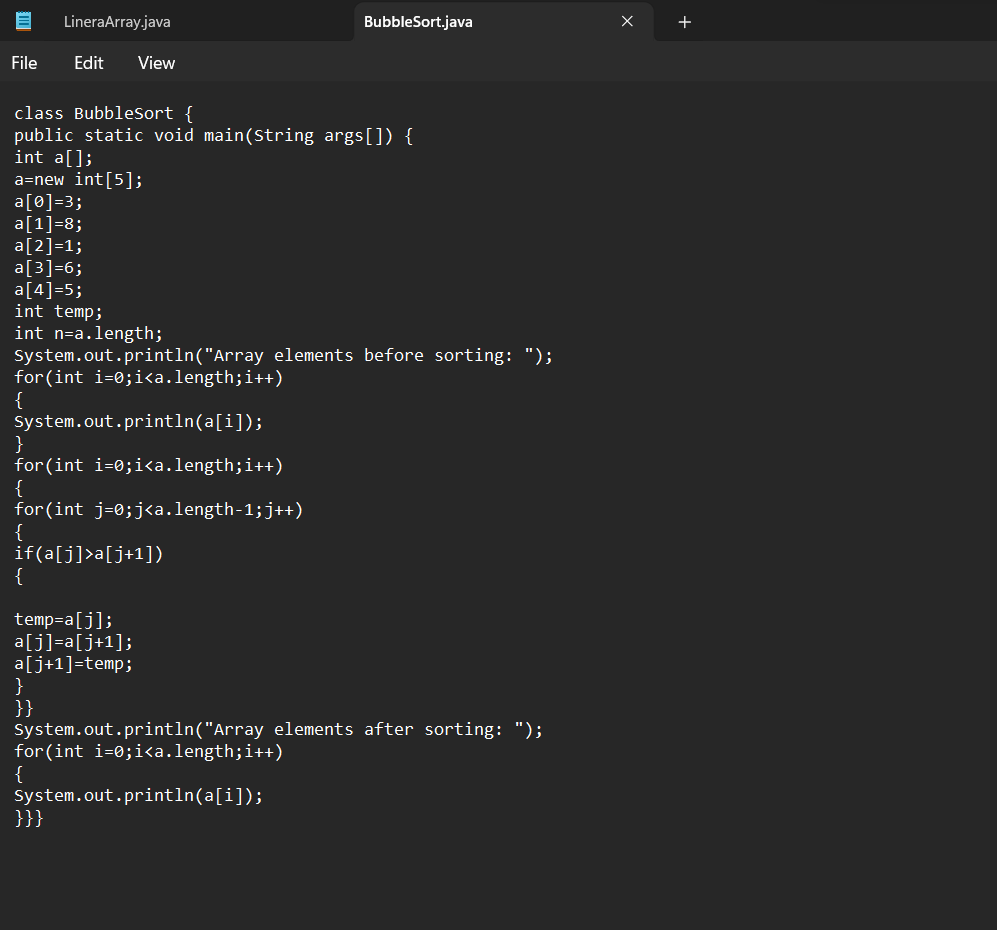 LineraArray.java
BubbleSort.java
File Edit View
class BubbleSort {
public static void main(String args[]) {
int a[];
a=new int[5];
a[0]=3;
a[1]=8;
a[2]=1;
a[3]=6;
a[4]=5;
int temp;
int n=a.length;
System.out.println("Array elements before sorting: ");
for(int i=0;i<a.length;i++)
{
System.out.println(a[i]);
}
for(int i=0;i<a.length;i++)
{
for(int j=0;j<a.length-1;j++)
{
if(a[j]>a[j+1])
{

temp=a[j];
a[j]=a[j+1];
a[j+1]=temp;
}
}}
System.out.println("Array elements after sorting: ");
for(int i=0;i<a.length;i++)
{
System.out.println(a[i]);
}}}